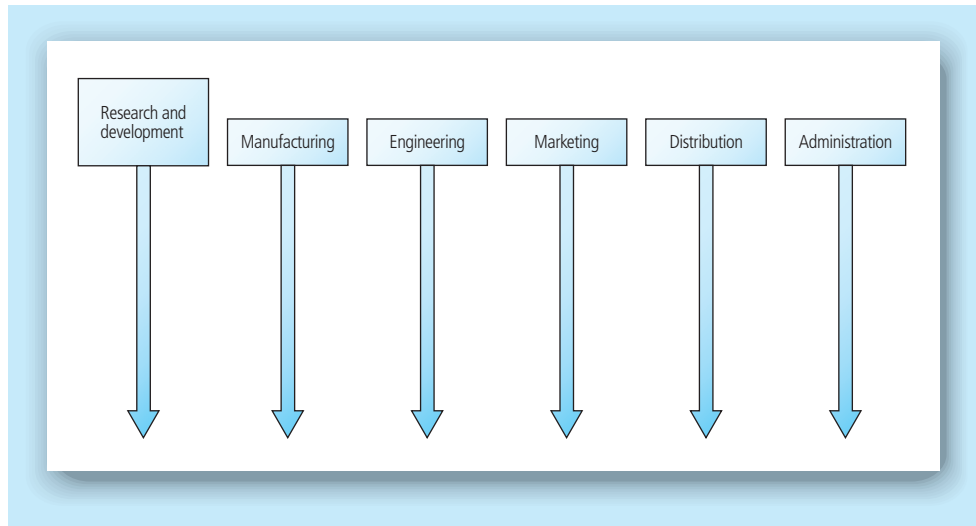 Research and
development
Manufacturing
Engineering
Marketing
Distribution
Administration